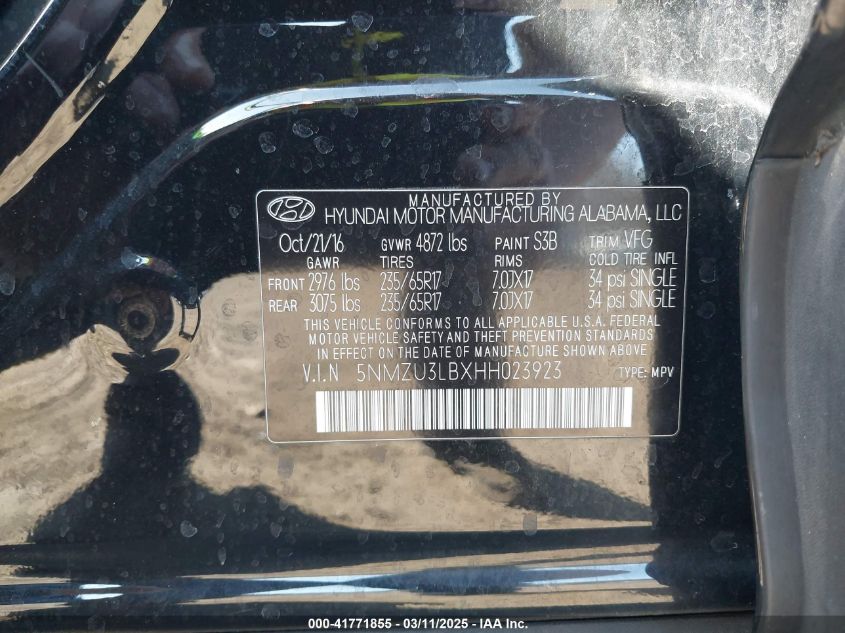 MANUFACTURED BY
HYUNDAI MOTOR MANUFACTURING ALABAMA, LLC
Oct/21/16 GVWR 4872 lbs PAINT S3B TRIM VFG
GAWR TIRES RIMS COLD TIRE INFL
FRONT 2976 lbs 235/65R17 7.0JX17 34 psi SINGLE
REAR 3075 lbs 235/65R17 7.0JX17 34 psi SINGLE
THIS VEHICLE CONFORMS TO ALL APPLICABLE U.S.A. FEDERAL
MOTOR VEHICLE SAFETY AND THEFT PREVENTION STANDARDS
IN EFFECT ON THE DATE OF MANUFACTURE SHOWN ABOVE
V.I.N 5NMZU3LBXHH023923 TYPE: MPV
000-41771855 - 03/11/2025 - IAA Inc.